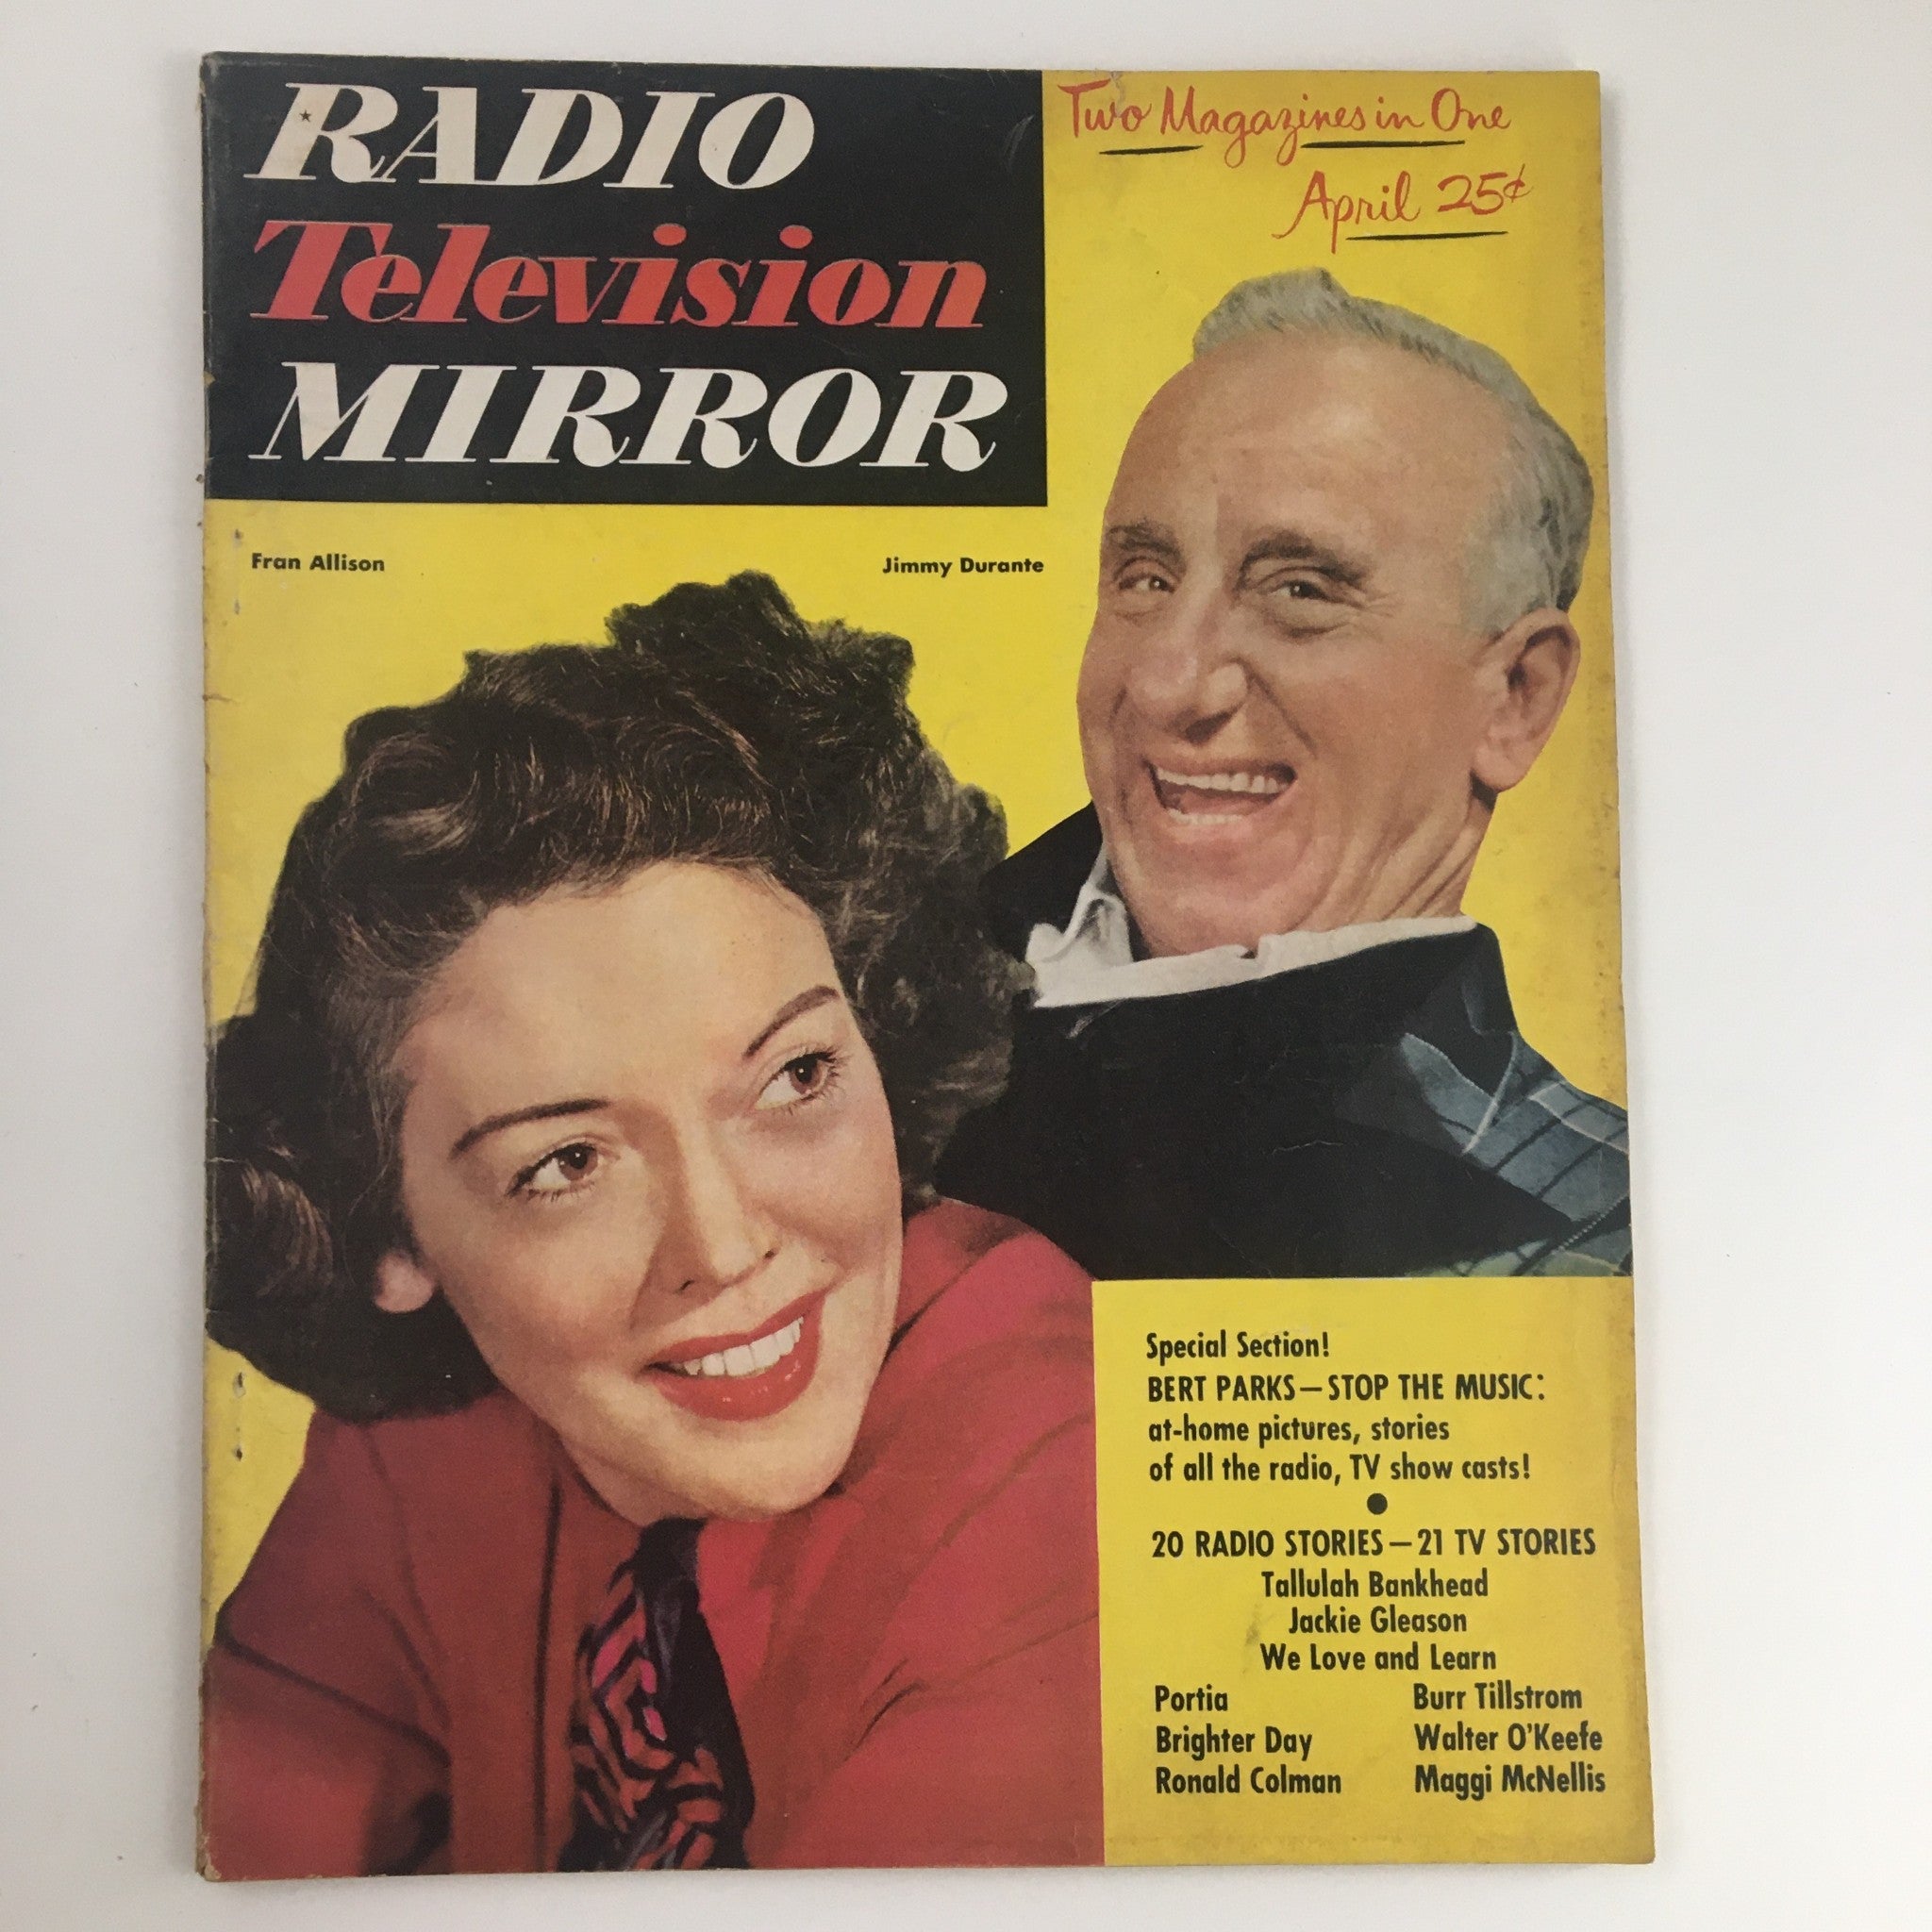 RADIO
Television
MIRROR
Two Magazines in One
April 25¢
Fran Allison
Jimmy Durante
Special Section!
BERT PARKS—STOP THE MUSIC:
at-home pictures, stories
of all the radio, TV show casts!
20 RADIO STORIES—21 TV STORIES
Tallulah Bankhead
Jackie Gleason
We Love and Learn
Portia
Brighter Day
Ronald Colman
Burr Tillstrom
Walter O'Keefe
Maggi McNellis